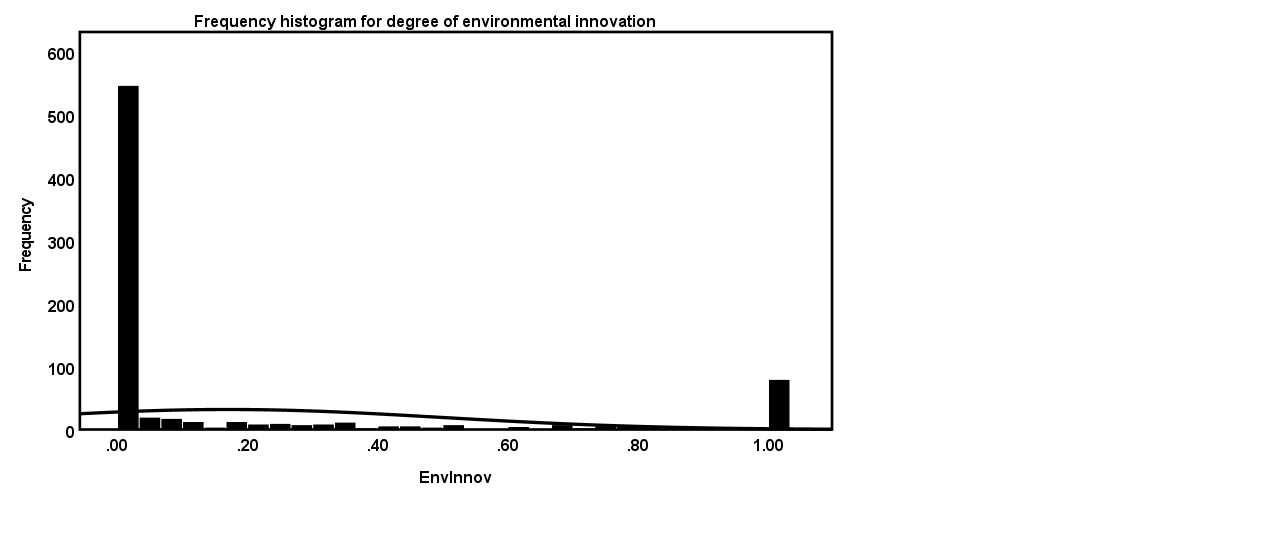 Frequency histogram for degree of environmental innovation
600
500
400
300
200
100
0
Frequency
.00 .20 .40 .60 .80 1.00
EnvInnov